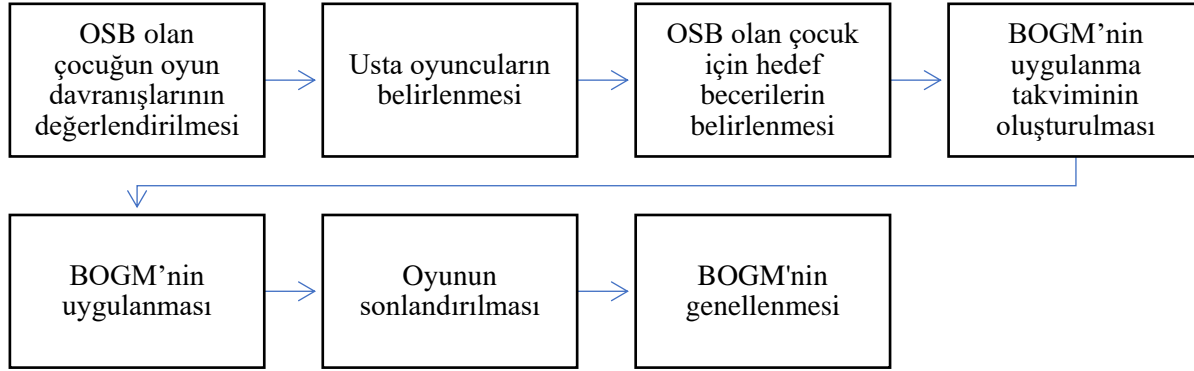 OSB olan
çocuğun oyun
davranışlarının
değerlendirilmesi
Usta oyuncuların
belirlenmesi
OSB olan çocuk
için hedef
becerilerin
belirlenmesi
BOGM’nin
uygulanma
takviminin
oluşturulması
BOGM’nin
uygulanması
Oyunun
sonlandırılması
BOGM'nin
genellenmesi